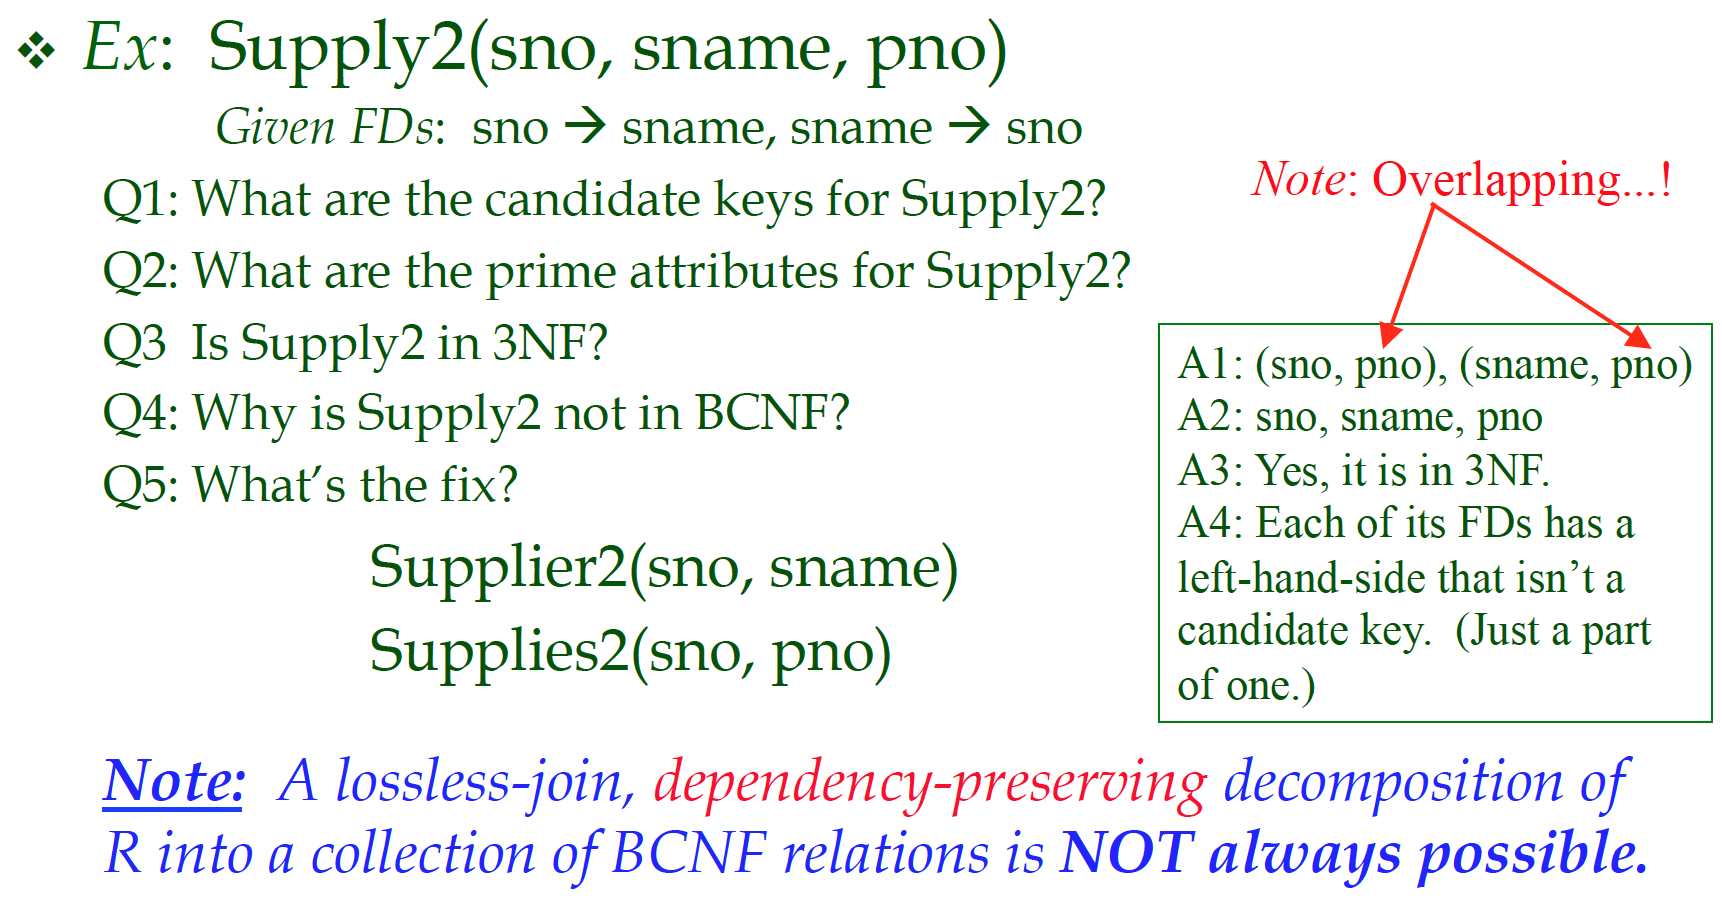 ❖ Ex: Supply2(sno, sname, pno)
Given FDs: sno → sname, sname → sno
Q1: What are the candidate keys for Supply2?
Q2: What are the prime attributes for Supply2?
Q3 Is Supply2 in 3NF?
Q4: Why is Supply2 not in BCNF?
Q5: What’s the fix?
Supplier2(sno, sname)
Supplies2(sno, pno)
Note: Overlapping...!
A1: (sno, pno), (sname, pno)
A2: sno, sname, pno
A3: Yes, it is in 3NF.
A4: Each of its FDs has a
left-hand-side that isn’t a
candidate key. (Just a part
of one.)
Note: A lossless-join, dependency-preserving decomposition of
R into a collection of BCNF relations is NOT always possible.